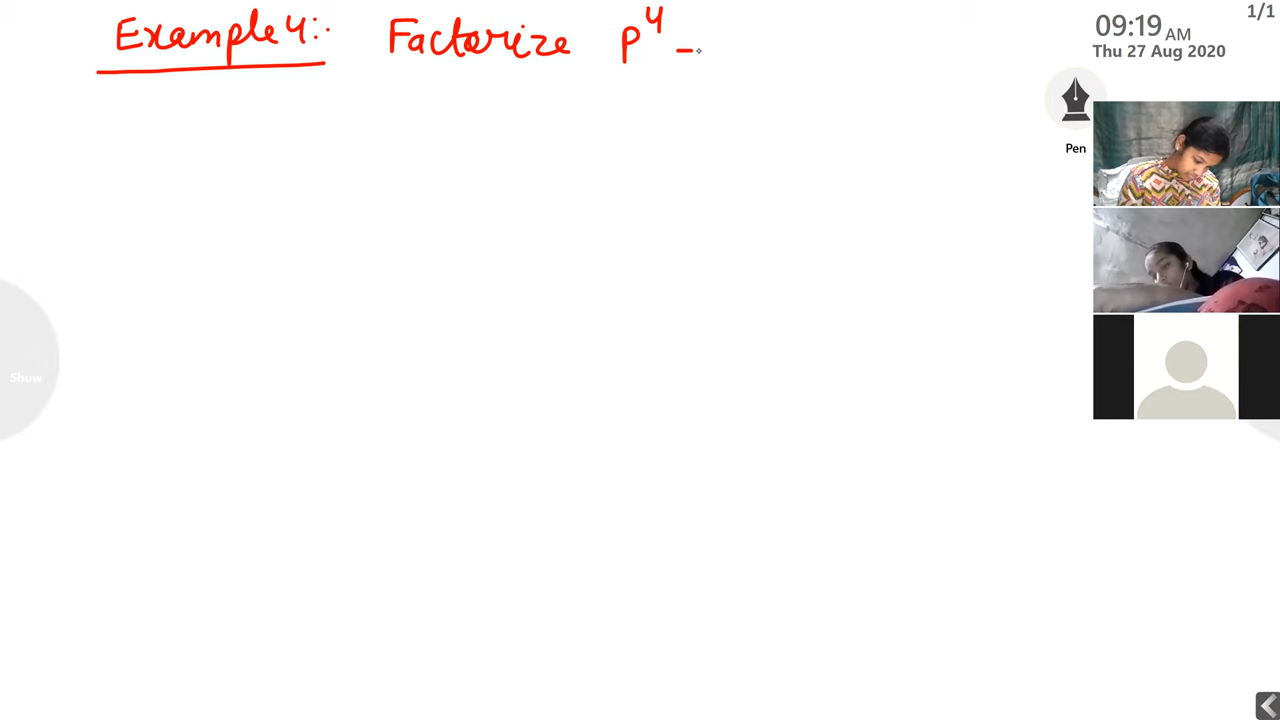 Example 4:. Factorize p⁴ -
1/1
09:19 AM
Thu 27 Aug 2020
Pen
Show